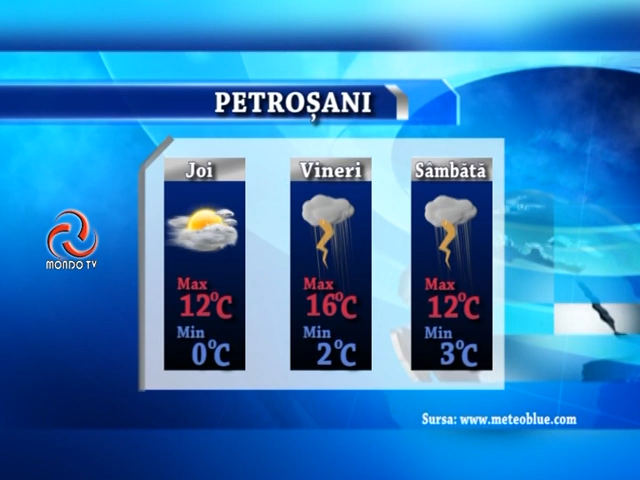 PETROȘANI
Joi
Max
12°C
Min
0°C
Vineri
Max
16°C
Min
2°C
Sâmbătă
Max
12°C
Min
3°C
MONDO TV
Sursa: www.meteoblue.com